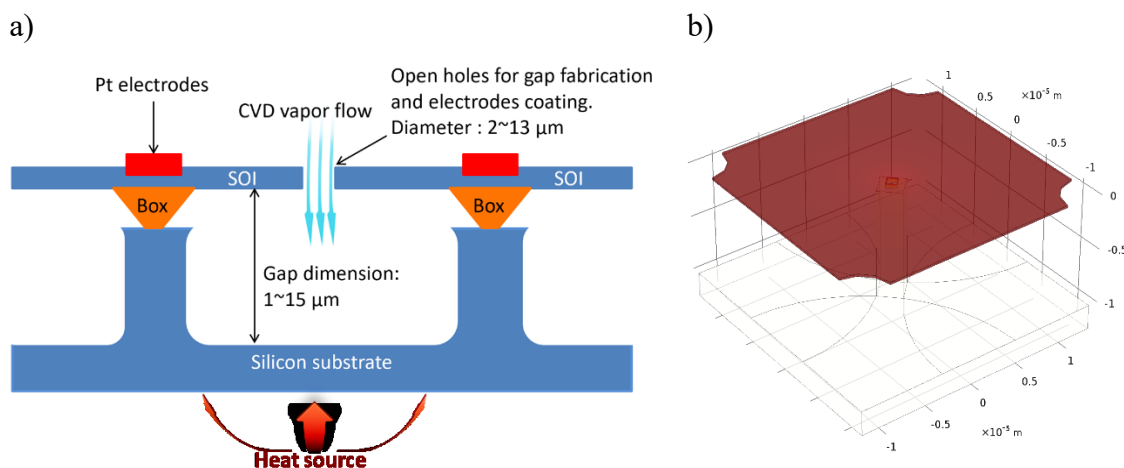 a)
Pt electrodes
CVD vapor flow
Open holes for gap fabrication
and electrodes coating.
Diameter : 2~13 μm
SOI
SOI
Box
Box
Gap dimension:
1~15 μm
Silicon substrate
Heat source
b)
1
0.5
×10⁻⁵ m
0
-0.5
-1
0
-0.5
-1
1
0.5
0
×10⁻⁵ m
-0.5
-1